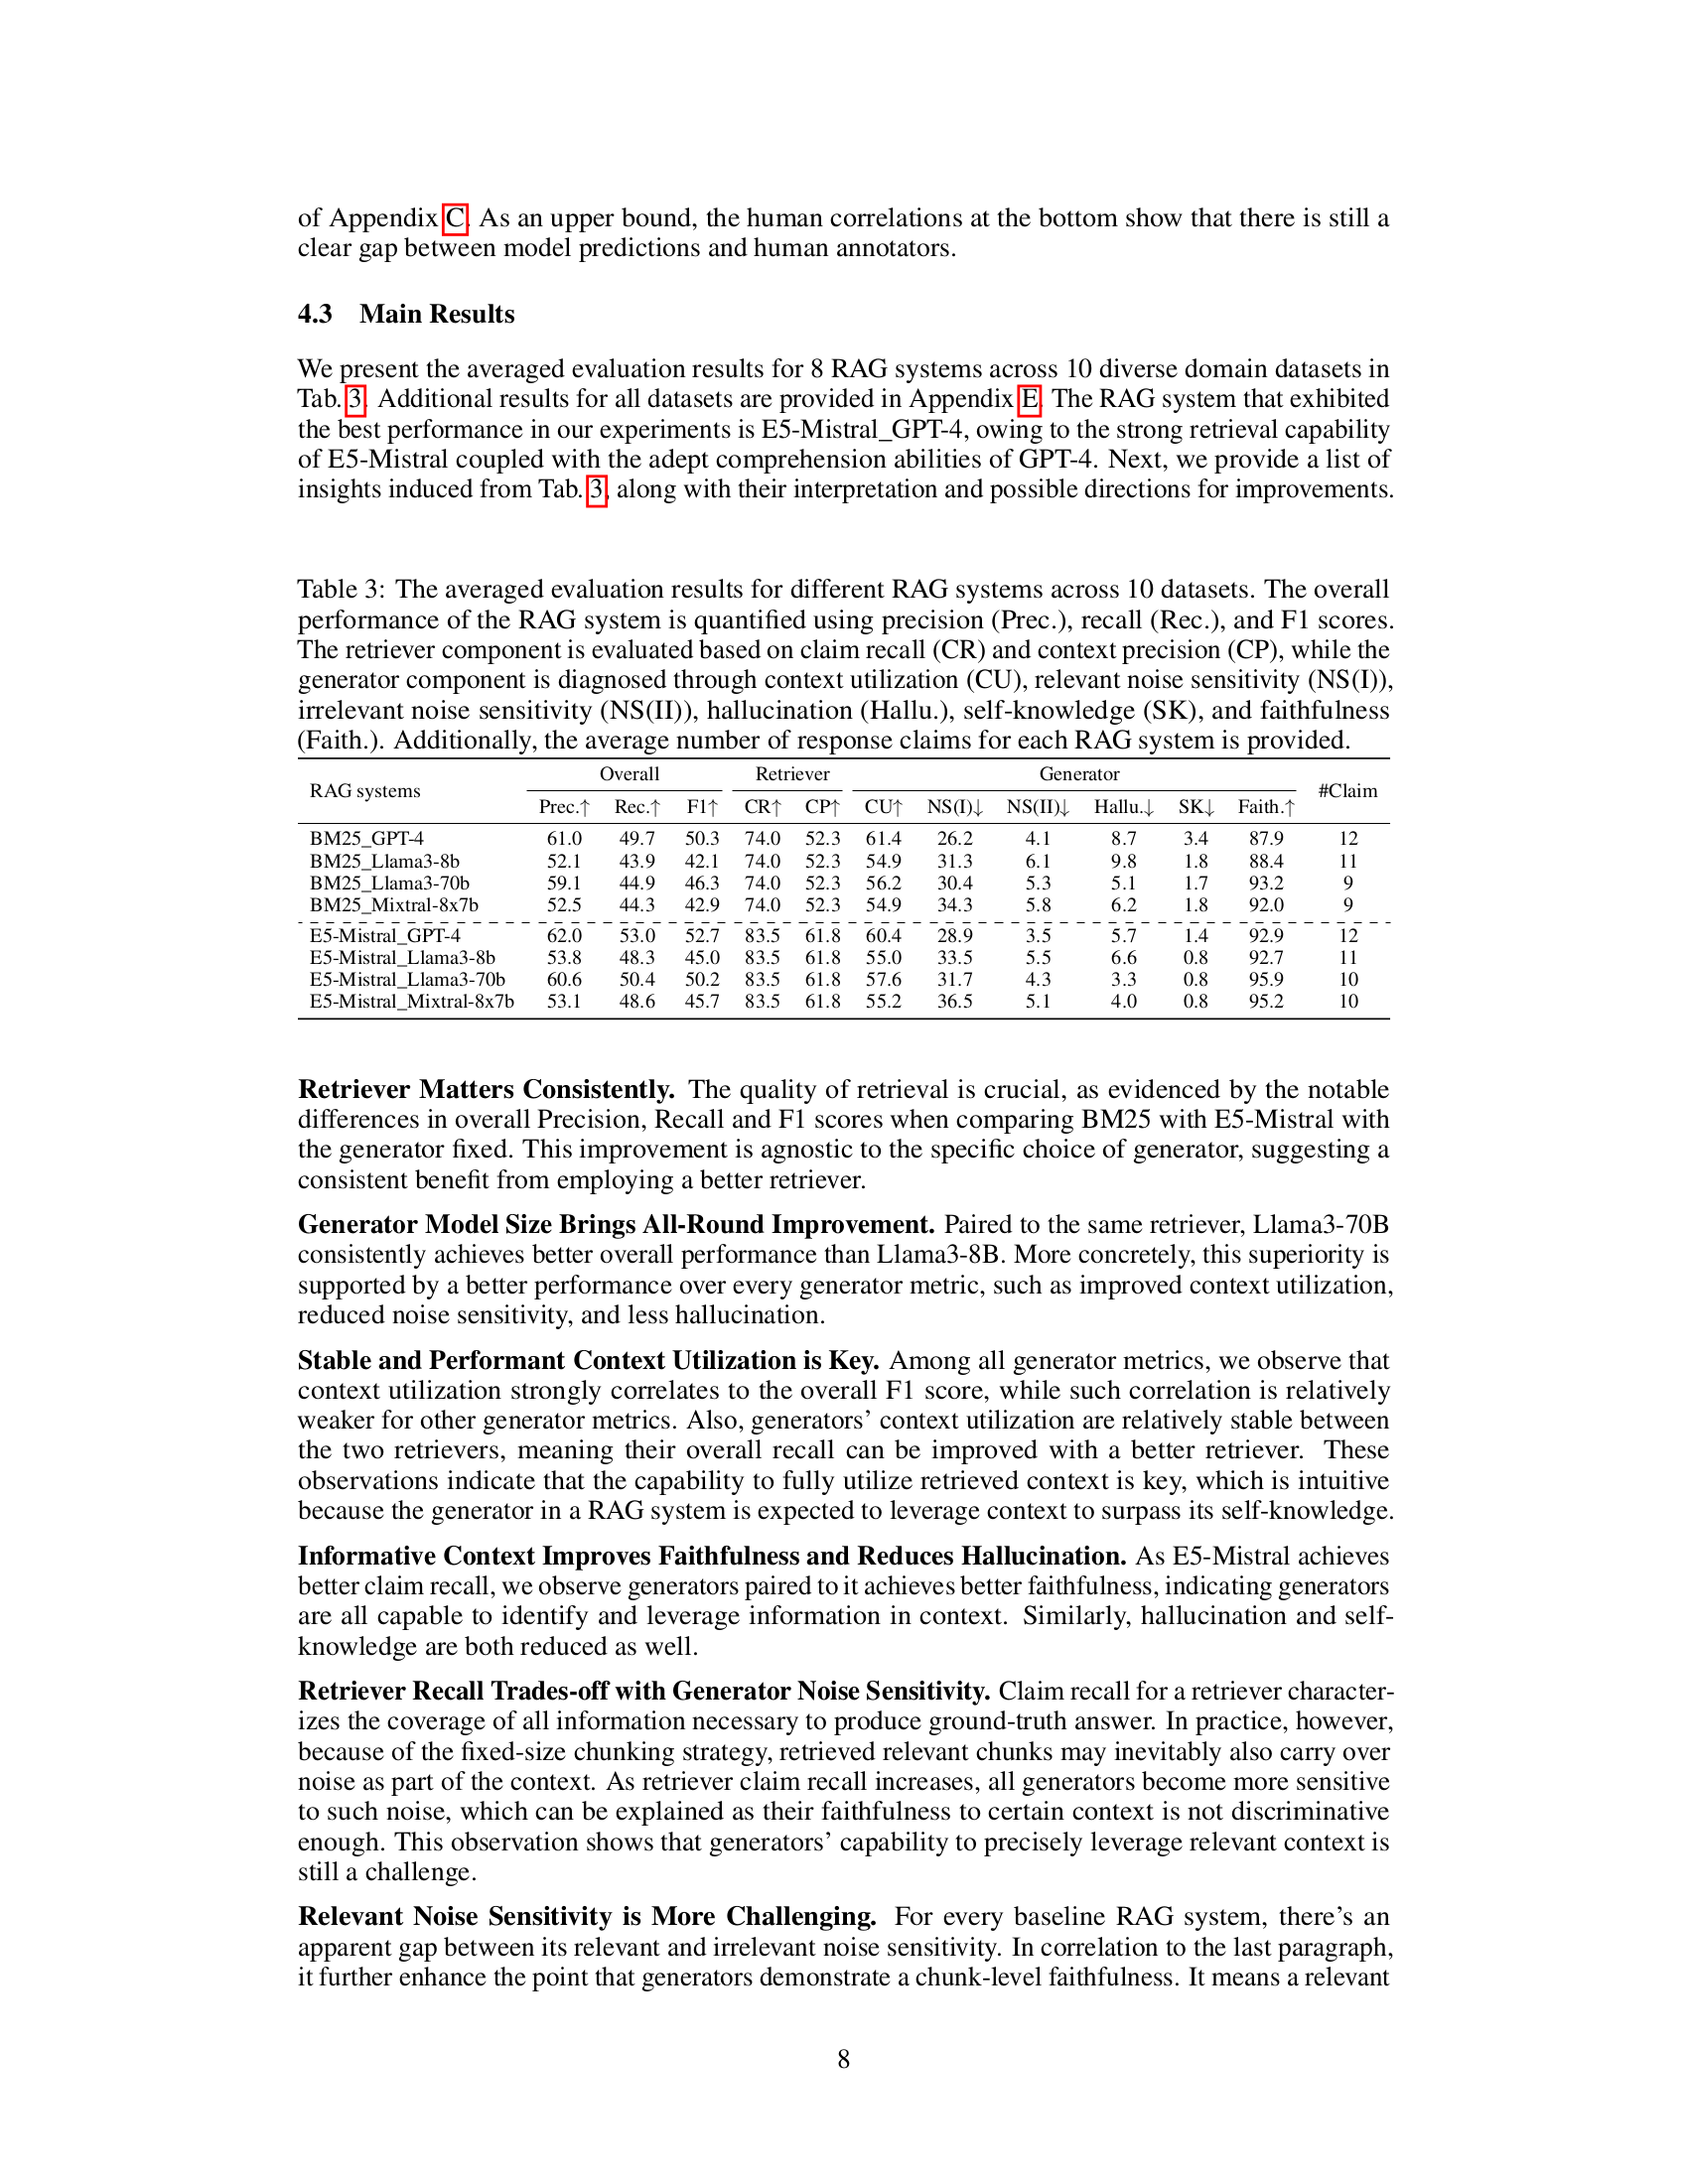 of Appendix C. As an upper bound, the human correlations at the bottom show that there is still a
clear gap between model predictions and human annotators.
4.3 Main Results
We present the averaged evaluation results for 8 RAG systems across 10 diverse domain datasets in
Tab. 3. Additional results for all datasets are provided in Appendix E. The RAG system that exhibited
the best performance in our experiments is E5-Mistral_GPT-4, owing to the strong retrieval capability
of E5-Mistral coupled with the adept comprehension abilities of GPT-4. Next, we provide a list of
insights induced from Tab. 3, along with their interpretation and possible directions for improvements.
Table 3: The averaged evaluation results for different RAG systems across 10 datasets. The overall
performance of the RAG system is quantified using precision (Prec.), recall (Rec.), and F1 scores.
The retriever component is evaluated based on claim recall (CR) and context precision (CP), while the
generator component is diagnosed through context utilization (CU), relevant noise sensitivity (NS(I)),
irrelevant noise sensitivity (NS(II)), hallucination (Hallu.), self-knowledge (SK), and faithfulness
(Faith.). Additionally, the average number of response claims for each RAG system is provided.
RAG systems Overall Retriever Generator #Claim
Prec.↑ Rec.↑ F1↑ CR↑ CP↑ CU↑ NS(I)↓ NS(II)↓ Hallu.↓ SK↓ Faith.↑
BM25_GPT-4 61.0 49.7 50.3 74.0 52.3 61.4 26.2 4.1 8.7 3.4 87.9 12
BM25_Llama3-8b 52.1 43.9 42.1 74.0 52.3 54.9 31.3 6.1 9.8 1.8 88.4 11
BM25_Llama3-70b 59.1 44.9 46.3 74.0 52.3 56.2 30.4 5.3 5.1 1.7 93.2 9
BM25_Mixtral-8x7b 52.5 44.3 42.9 74.0 52.3 54.9 34.3 5.8 6.2 1.8 92.0 9
E5-Mistral_GPT-4 62.0 53.0 52.7 83.5 61.8 60.4 28.9 3.5 5.7 1.4 92.9 12
E5-Mistral_Llama3-8b 53.8 48.3 45.0 83.5 61.8 55.0 33.5 5.5 6.6 0.8 92.7 11
E5-Mistral_Llama3-70b 60.6 50.4 50.2 83.5 61.8 57.6 31.7 4.3 3.3 0.8 95.9 10
E5-Mistral_Mixtral-8x7b 53.1 48.6 45.7 83.5 61.8 55.2 36.5 5.1 4.0 0.8 95.2 10
Retriever Matters Consistently. The quality of retrieval is crucial, as evidenced by the notable
differences in overall Precision, Recall and F1 scores when comparing BM25 with E5-Mistral with
the generator fixed. This improvement is agnostic to the specific choice of generator, suggesting a
consistent benefit from employing a better retriever.
Generator Model Size Brings All-Round Improvement. Paired to the same retriever, Llama3-70B
consistently achieves better overall performance than Llama3-8B. More concretely, this superiority is
supported by a better performance over every generator metric, such as improved context utilization,
reduced noise sensitivity, and less hallucination.
Stable and Performant Context Utilization is Key. Among all generator metrics, we observe that
context utilization strongly correlates to the overall F1 score, while such correlation is relatively
weaker for other generator metrics. Also, generators' context utilization are relatively stable between
the two retrievers, meaning their overall recall can be improved with a better retriever. These
observations indicate that the capability to fully utilize retrieved context is key, which is intuitive
because the generator in a RAG system is expected to leverage context to surpass its self-knowledge.
Informative Context Improves Faithfulness and Reduces Hallucination. As E5-Mistral achieves
better claim recall, we observe generators paired to it achieves better faithfulness, indicating generators
are all capable to identify and leverage information in context. Similarly, hallucination and self-
knowledge are both reduced as well.
Retriever Recall Trades-off with Generator Noise Sensitivity. Claim recall for a retriever character-
izes the coverage of all information necessary to produce ground-truth answer. In practice, however,
because of the fixed-size chunking strategy, retrieved relevant chunks may inevitably also carry over
noise as part of the context. As retriever claim recall increases, all generators become more sensitive
to such noise, which can be explained as their faithfulness to certain context is not discriminative
enough. This observation shows that generators' capability to precisely leverage relevant context is
still a challenge.
Relevant Noise Sensitivity is More Challenging. For every baseline RAG system, there's an
apparent gap between its relevant and irrelevant noise sensitivity. In correlation to the last paragraph,
it further enhance the point that generators demonstrate a chunk-level faithfulness. It means a relevant
8